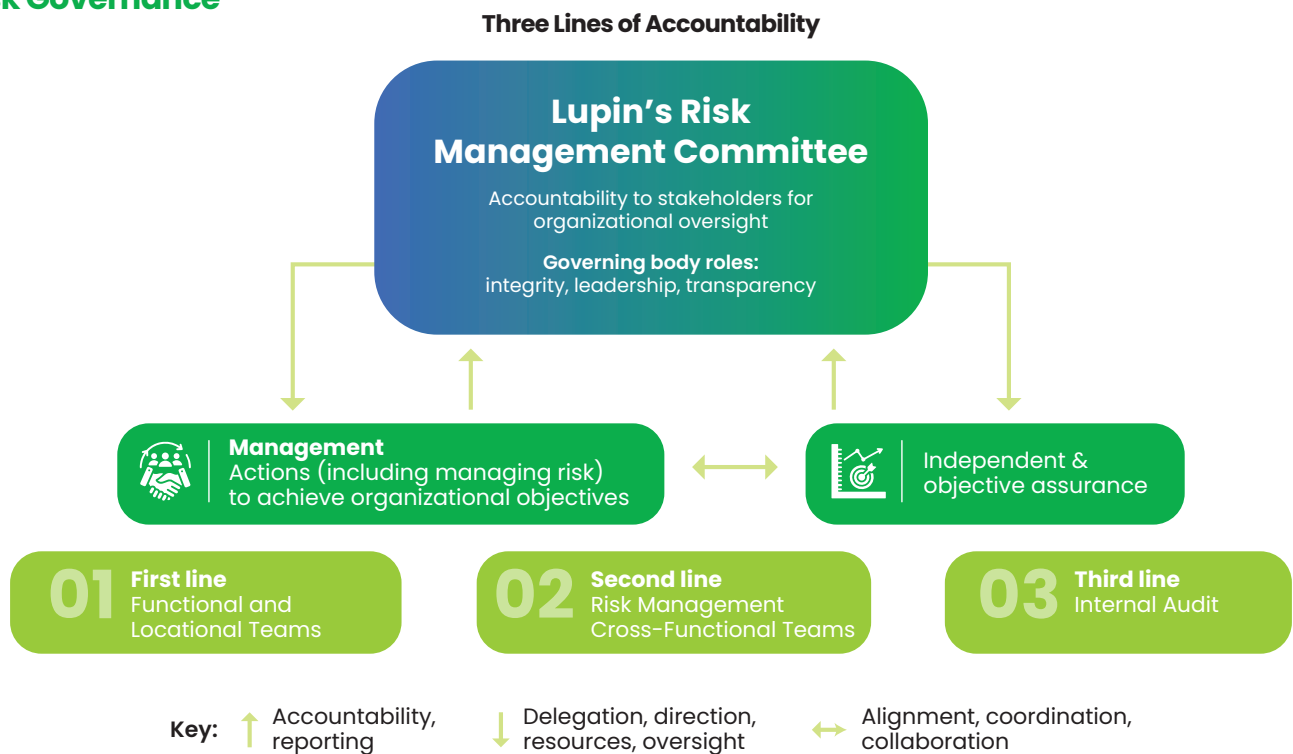 Governance
Three Lines of Accountability
Lupin's Risk
Management Committee
Accountability to stakeholders for
organizational oversight
Governing body roles:
integrity, leadership, transparency
Management
Actions (including managing risk)
to achieve organizational objectives
Independent &
objective assurance
01
First line
Functional and
Locational Teams
02
Second line
Risk Management
Cross-Functional Teams
03
Third line
Internal Audit
Key:
Accountability,
reporting
Delegation, direction,
resources, oversight
Alignment, coordination,
collaboration